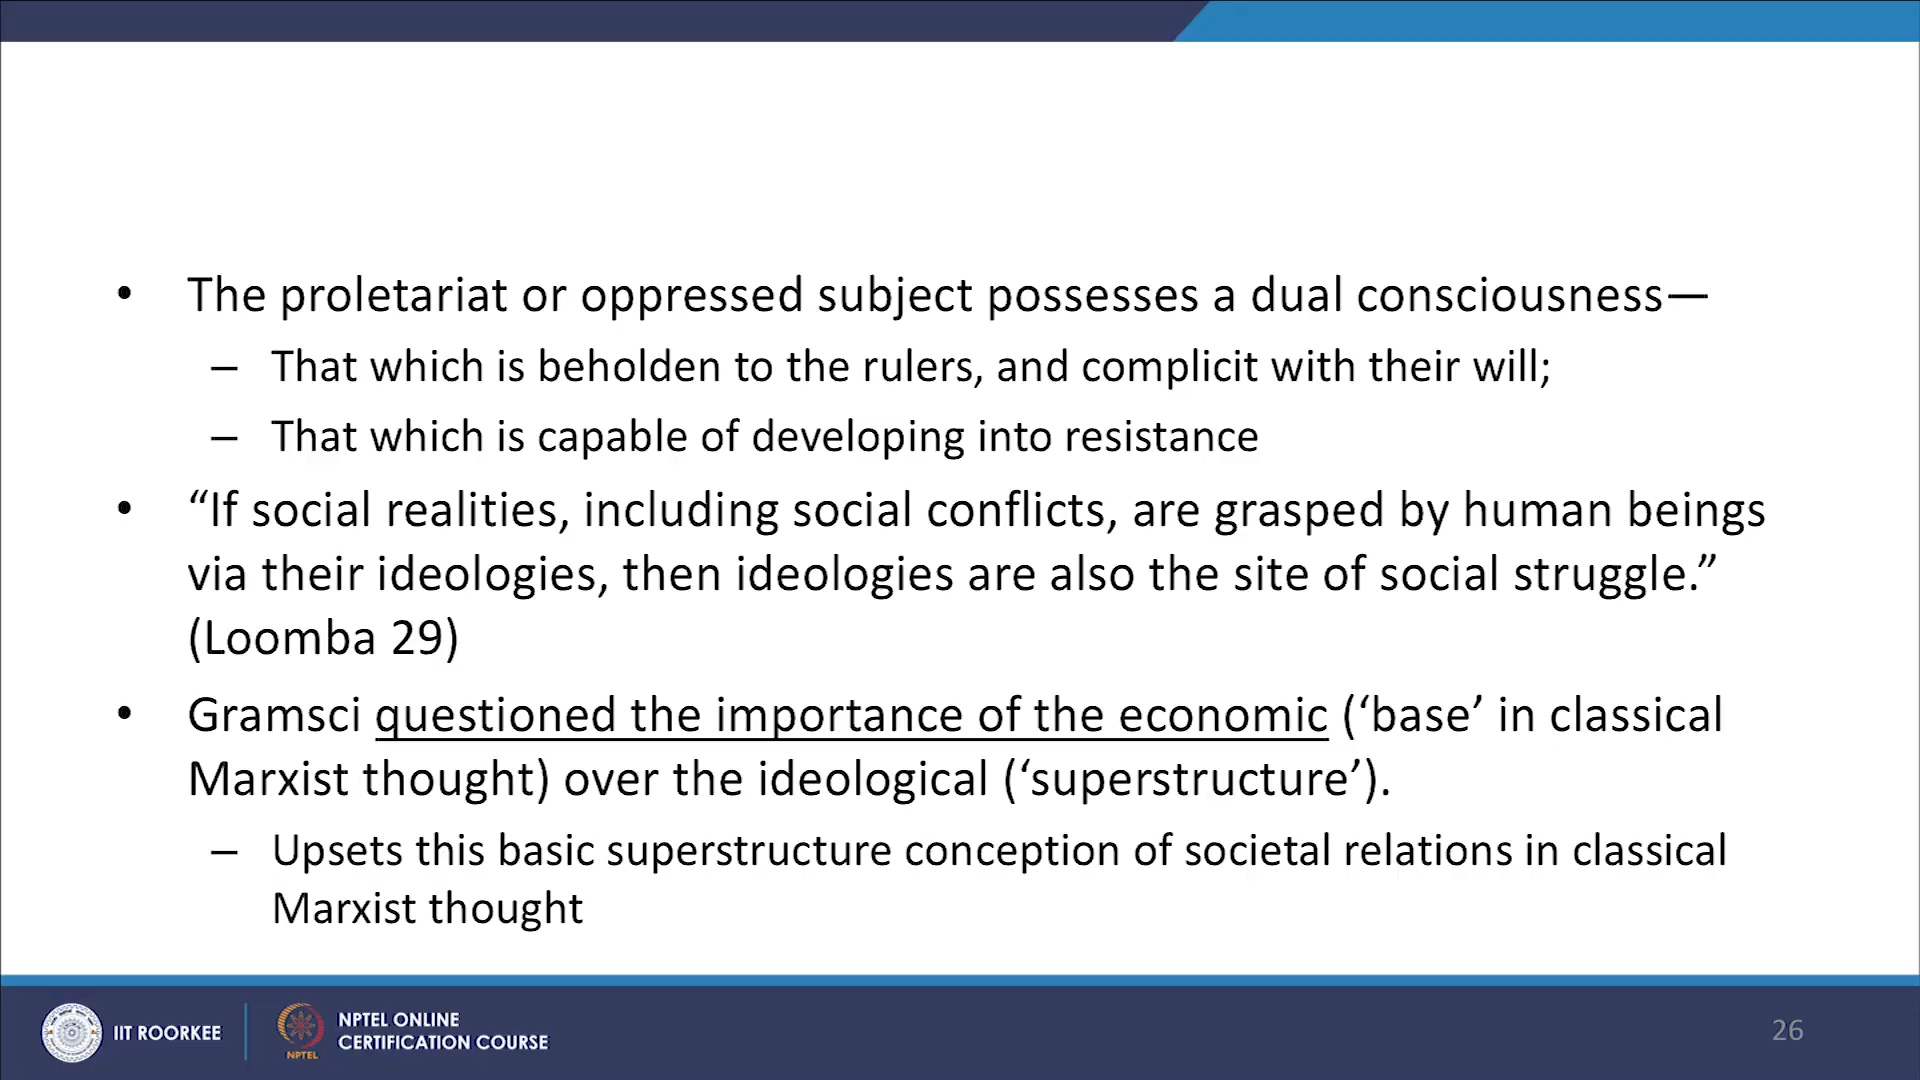 • The proletariat or oppressed subject possesses a dual consciousness—
– That which is beholden to the rulers, and complicit with their will;
– That which is capable of developing into resistance
• “If social realities, including social conflicts, are grasped by human beings
via their ideologies, then ideologies are also the site of social struggle.”
(Loomba 29)
• Gramsci questioned the importance of the economic (‘base’ in classical
Marxist thought) over the ideological (‘superstructure’).
– Upsets this basic superstructure conception of societal relations in classical
Marxist thought
IIT ROORKEE
NPTEL
NPTEL ONLINE
CERTIFICATION COURSE
26